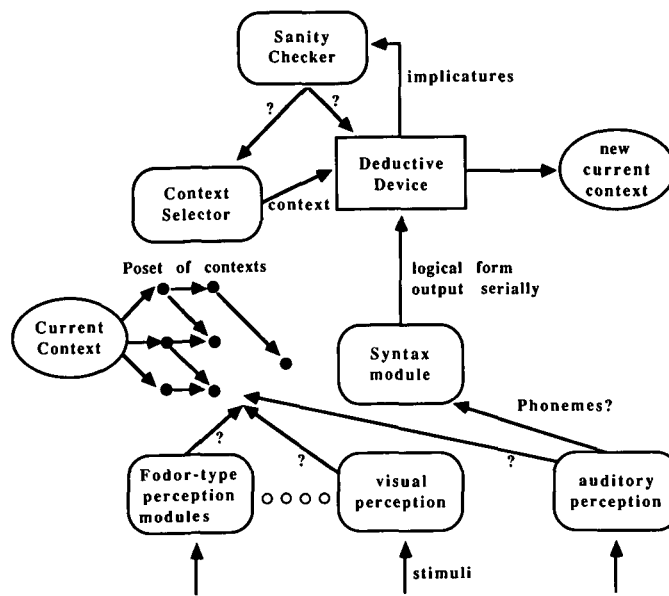 Sanity
Checker
implicatures
?
?
new
current
context
Deductive
Device
Context
Selector
context
Poset of contexts
logical form
output serially
Current
Context
Syntax
module
Phonemes?
?
?
?
Fodor-type
perception
modules
visual
perception
auditory
perception
stimuli